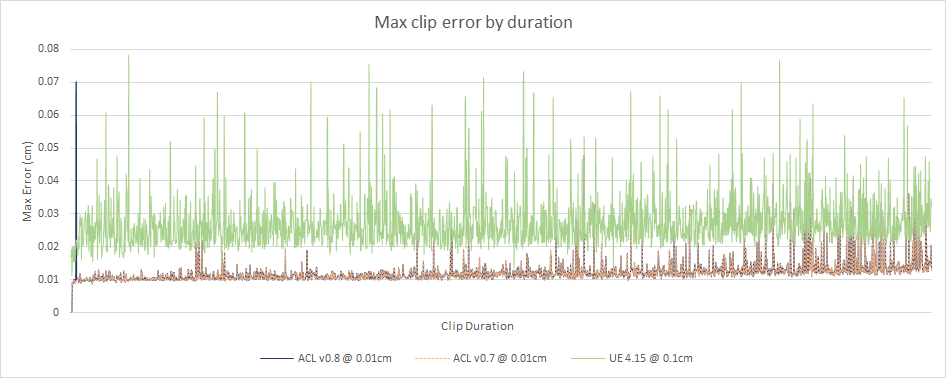 Max clip error by duration
0.08
0.07
0.06
0.05
0.04
0.03
0.02
0.01
0
Max Error (cm)
Clip Duration
ACL v0.8 @ 0.01cm ACL v0.7 @ 0.01cm UE 4.15 @ 0.1cm